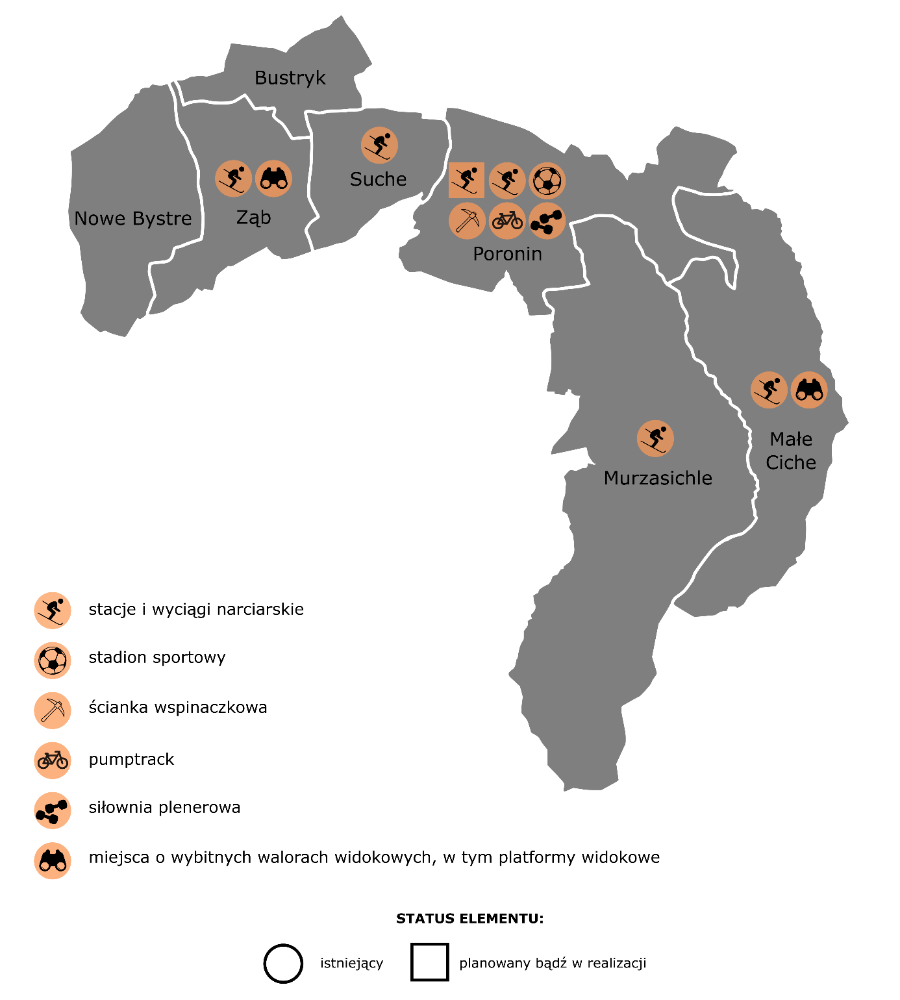 Bustryk
Suche
Nowe Bystre
Ząb
Poronin
Małe
Ciche
Murzasichle
stacje i wyciągi narciarskie
stadion sportowy
ścianka wspinaczkowa
pumptrack
siłownia plenerowa
miejsca o wybitnych walorach widokowych, w tym platformy widokowe
STATUS ELEMENTU:
istniejący
planowany bądź w realizacji